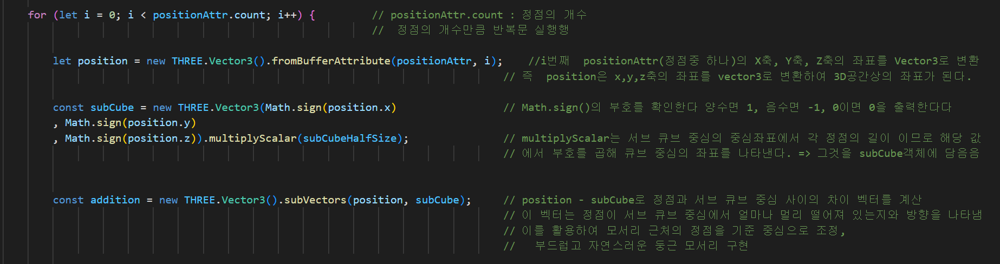 for (let i = 0; i < positionAttr.count; i++) { // positionAttr.count : 정점의 개수
// 정점의 개수만큼 반복문 실행행
let position = new THREE.Vector3().fromBufferAttribute(positionAttr, i); //i번째 positionAttr(정점중 하나)의 X축, Y축, Z축의 좌표를 Vector3로 변환
// 즉 position은 x,y,z축의 좌표를 vector3로 변환하여 3D공간상의 좌표가 된다.
const subCube = new THREE.Vector3(Math.sign(position.x) // Math.sign()의 부호를 확인한다 양수면 1, 음수면 -1, 0이면 0을 출력한다다
, Math.sign(position.y)
, Math.sign(position.z)).multiplyScalar(subCubeHalfSize); // multiplyScalar는 서브 큐브 중심의 중심좌표에서 각 정점의 길이 이므로 해당 값
// 에서 부호를 곱해 큐브 중심의 좌표를 나타낸다. => 그것을 subCube객체에 담음음
const addition = new THREE.Vector3().subVectors(position, subCube); // position - subCube로 정점과 서브 큐브 중심 사이의 차이 벡터를 계산
// 이 벡터는 정점이 서브 큐브 중심에서 얼마나 멀리 떨어져 있는지와 방향을 나타냄
// 이를 활용하여 모서리 근처의 정점을 기준 중심으로 조정,
// 부드럽고 자연스러운 둥근 모서리 구현